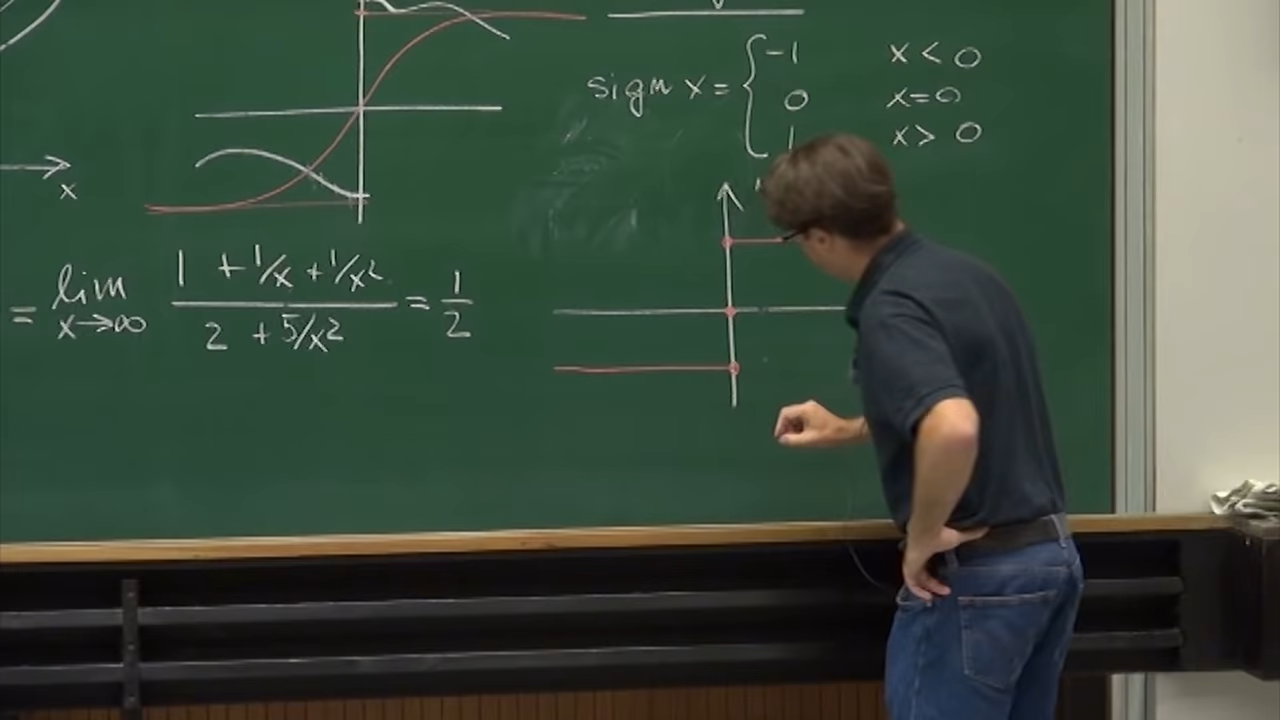 sign x = { -1 x < 0
0 x=0
1 x > 0
x
= lim x→∞ (1 + 1/x + 1/x²) / (2 + 5/x²) = 1/2